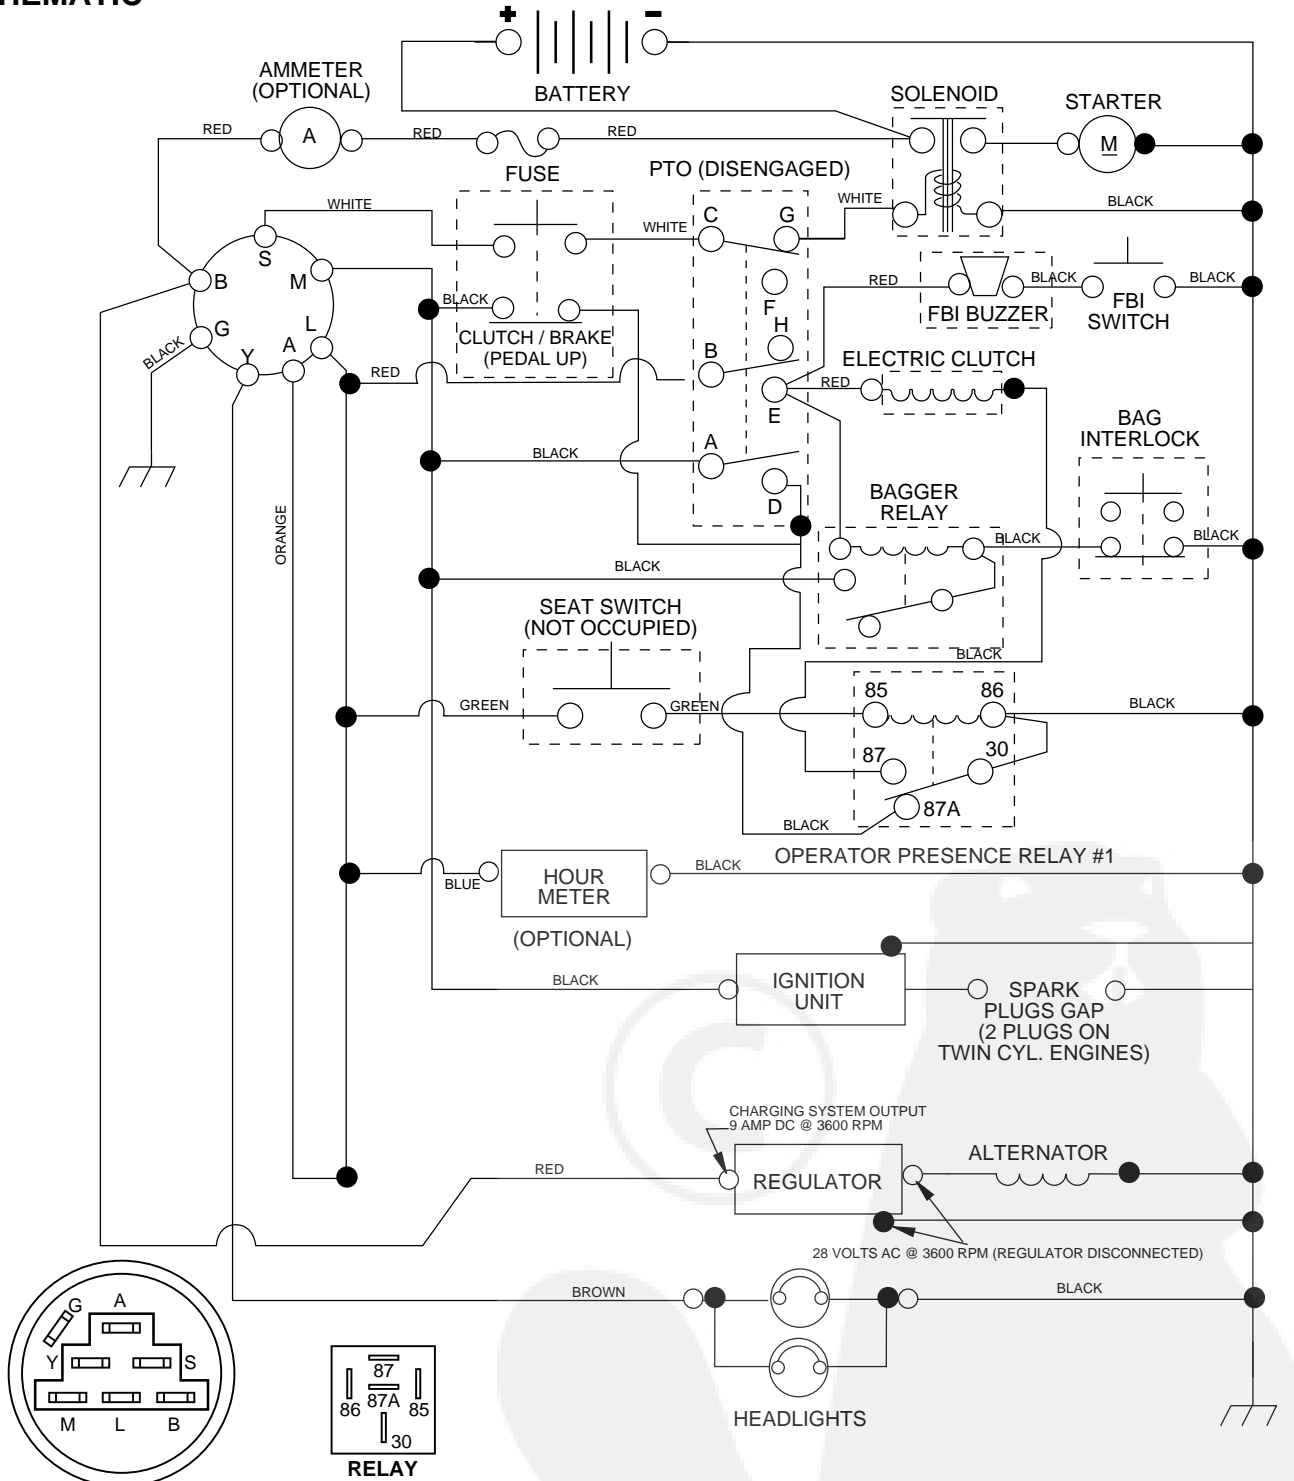 HEMATIC
+
-
BATTERY
AMMETER
(OPTIONAL)
RED
A
RED
FUSE
RED
SOLENOID
STARTER
M
PTO (DISENGAGED)
WHITE
WHITE
C
G
WHITE
BLACK
S
B
M
G
L
Y
A
BLACK
BLACK
CLUTCH / BRAKE
(PEDAL UP)
F
H
B
E
A
D
RED
FBI BUZZER
BLACK
FBI
SWITCH
BLACK
RED
RED
ELECTRIC CLUTCH
BAG
INTERLOCK
BLACK
BAGGER
RELAY
BLACK
BLACK
ORANGE
BLACK
SEAT SWITCH
(NOT OCCUPIED)
BLACK
GREEN
GREEN
85
86
BLACK
87
30
87A
BLACK
OPERATOR PRESENCE RELAY #1
BLUE
HOUR
METER
BLACK
(OPTIONAL)
BLACK
IGNITION
UNIT
SPARK
PLUGS GAP
(2 PLUGS ON
TWIN CYL. ENGINES)
CHARGING SYSTEM OUTPUT
9 AMP DC @ 3600 RPM
RED
REGULATOR
ALTERNATOR
28 VOLTS AC @ 3600 RPM (REGULATOR DISCONNECTED)
BROWN
BLACK
HEADLIGHTS
G
A
Y
S
M
L
B
87
86
87A
85
30
RELAY
©